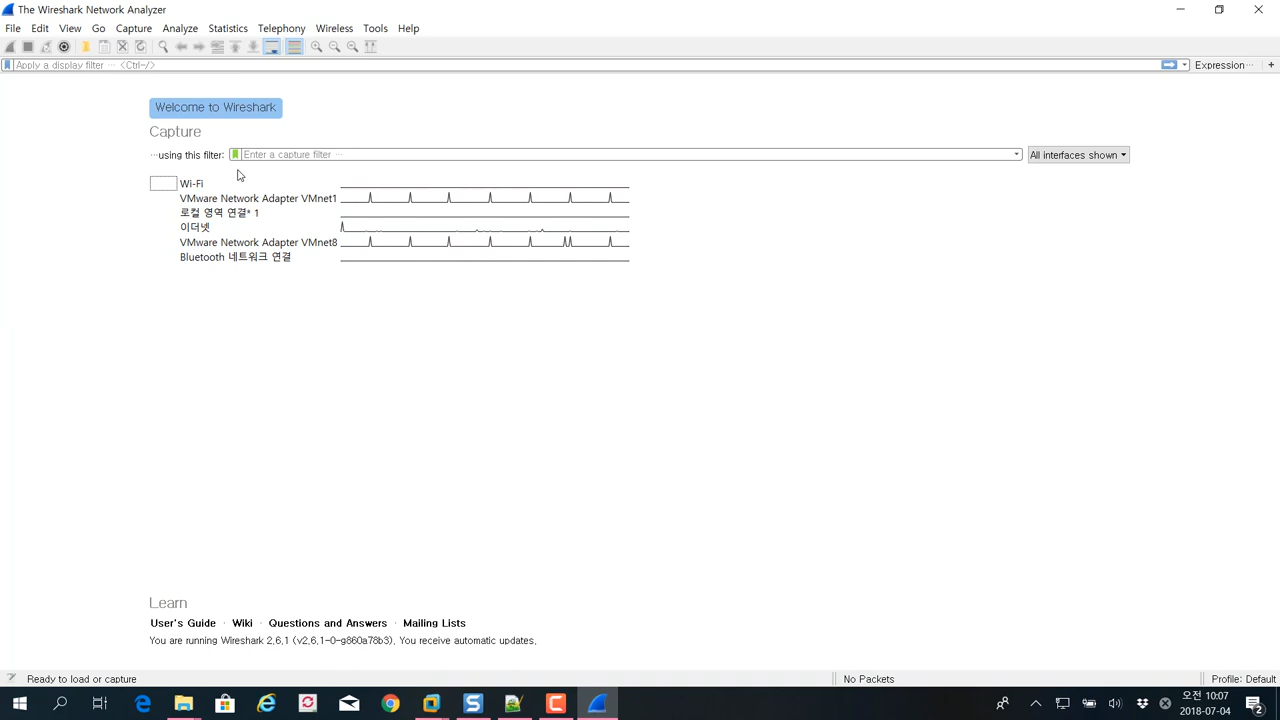 The Wireshark Network Analyzer
File Edit View Go Capture Analyze Statistics Telephony Wireless Tools Help
Apply a display filter ··· <Ctrl-/>
Expression···
+
Welcome to Wireshark
Capture
···using this filter:
Enter a capture filter ···
All interfaces shown
Wi-Fi
VMware Network Adapter VMnet1
로컬 영역 연결* 1
이더넷
VMware Network Adapter VMnet8
Bluetooth 네트워크 연결
Learn
User's Guide · Wiki · Questions and Answers · Mailing Lists
You are running Wireshark 2.6.1 (v2.6.1-0-g860a78b3). You receive automatic updates.
Ready to load or capture
No Packets
Profile: Default
오전 10:07
2018-07-04
2